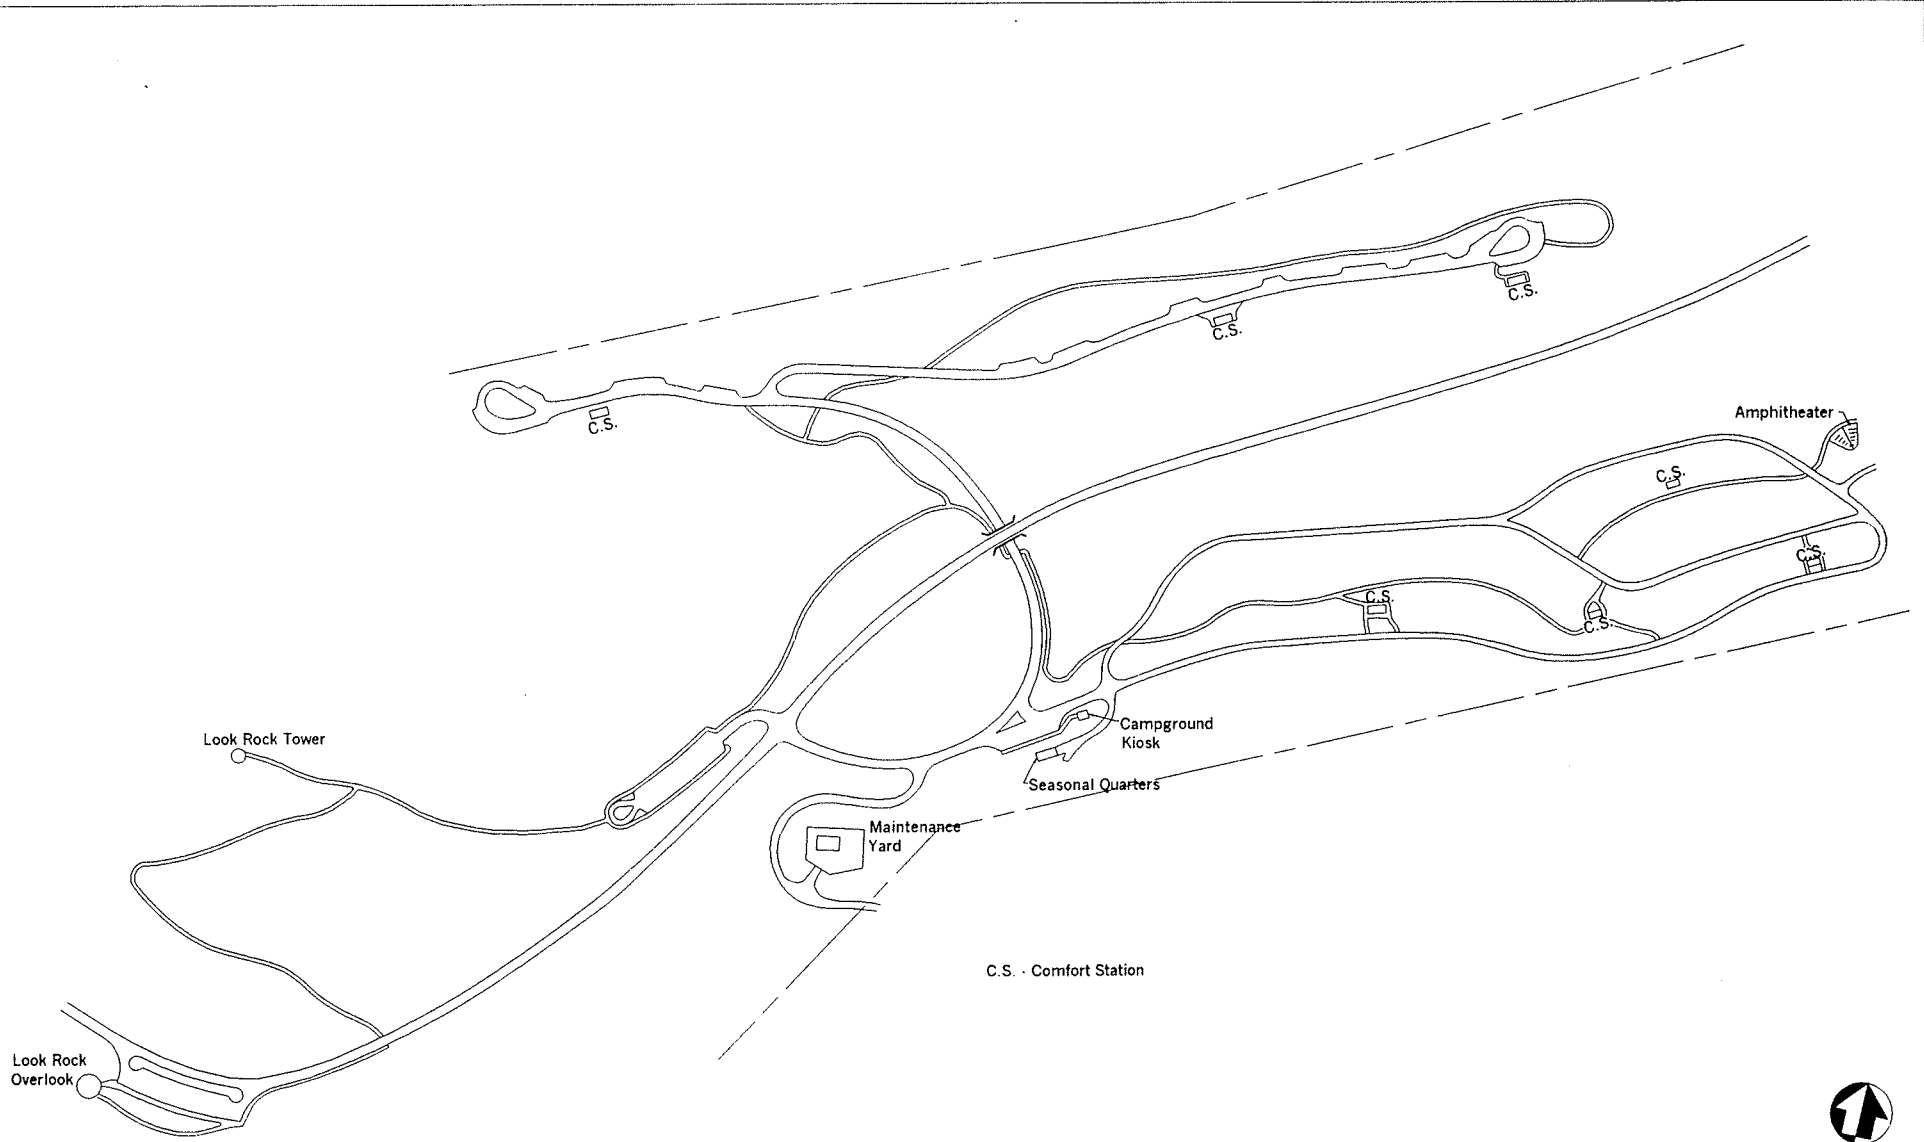 C.S.
C.S.
C.S.
Amphitheater
C.S.
C.S.
C.S.
C.S.
Campground
Kiosk
Look Rock Tower
Seasonal Quarters
Maintenance
Yard
C.S. - Comfort Station
Look Rock
Overlook